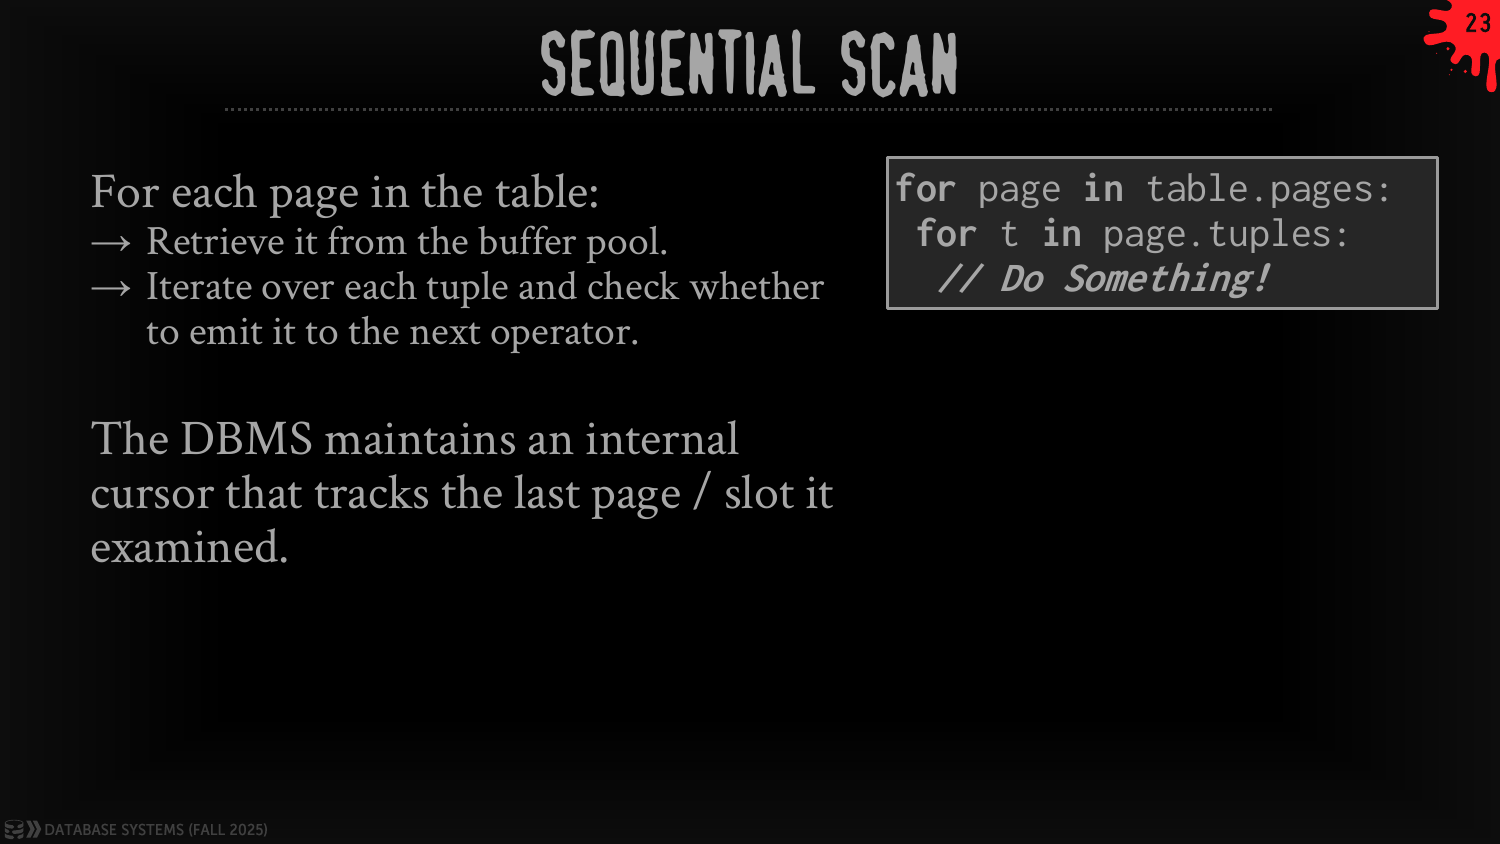 SEQUENTIAL SCAN
23
For each page in the table:
→ Retrieve it from the buffer pool.
→ Iterate over each tuple and check whether
to emit it to the next operator.
The DBMS maintains an internal
cursor that tracks the last page / slot it
examined.
for page in table.pages:
for t in page.tuples:
// Do Something!
DATABASE SYSTEMS (FALL 2025)